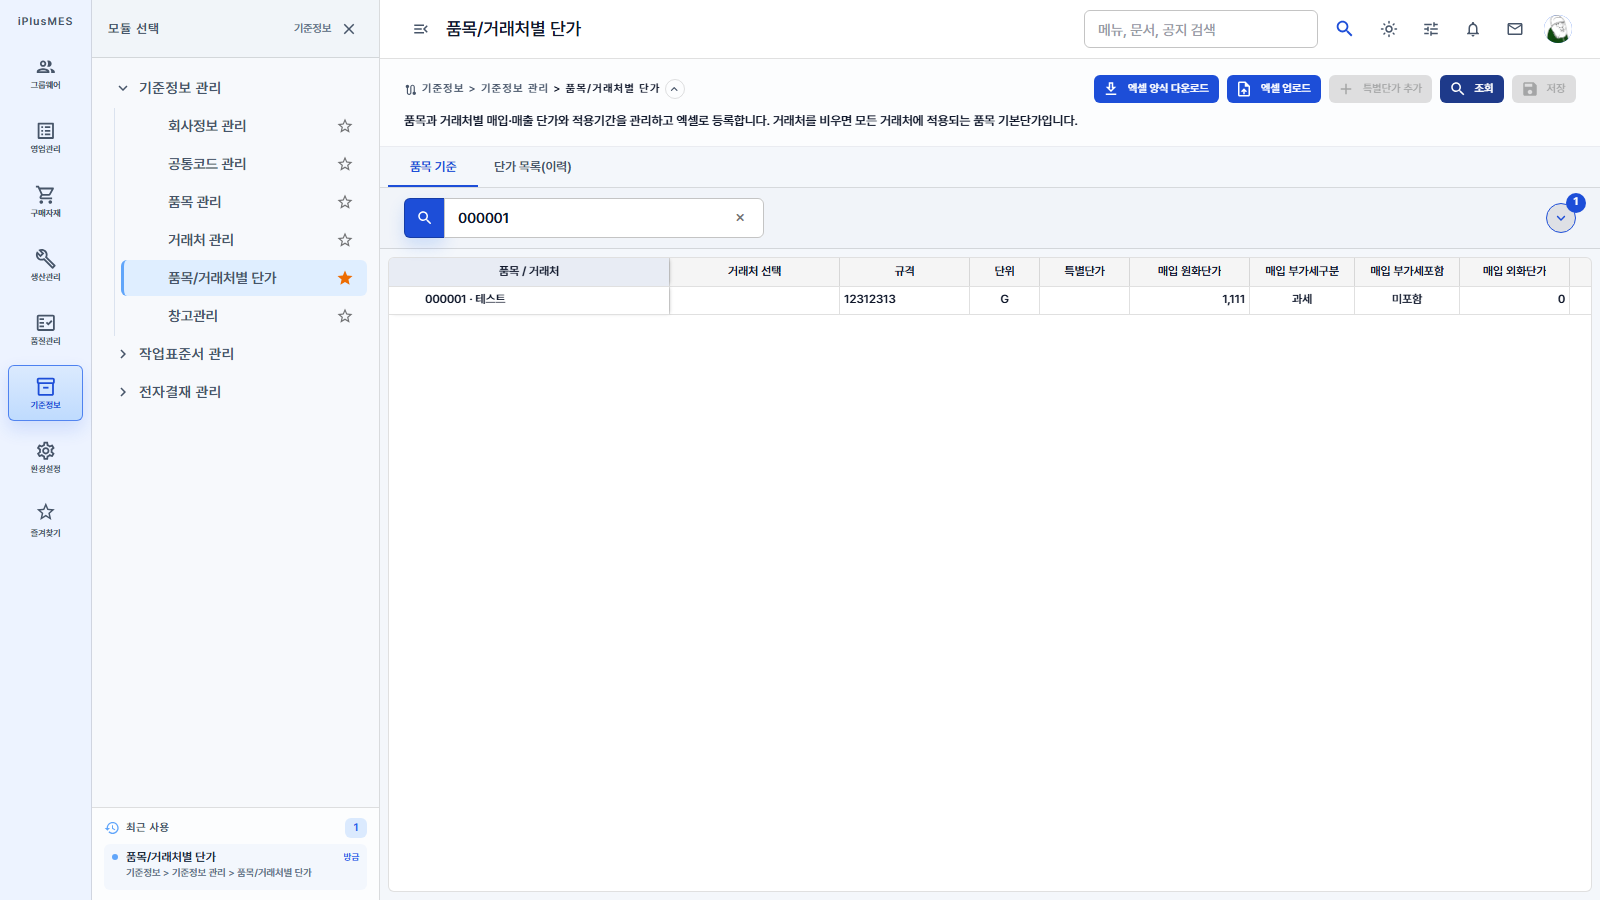 iPlusMES
그룹웨어
영업관리
구매자재
생산관리
품질관리
기준정보
환경설정
즐겨찾기
모듈 선택
기준정보
기준정보 관리
회사정보 관리
공통코드 관리
품목 관리
거래처 관리
품목/거래처별 단가
창고관리
작업표준서 관리
전자결재 관리
최근 사용
1
품목/거래처별 단가
방금
기준정보 > 기준정보 관리 > 품목/거래처별 단가
품목/거래처별 단가
메뉴, 문서, 공지 검색
기준정보 > 기준정보 관리 > 품목/거래처별 단가
엑셀 양식 다운로드
엑셀 업로드
특별단가 추가
조회
저장
품목과 거래처별 매입·매출 단가와 적용기간을 관리하고 엑셀로 등록합니다. 거래처를 비우면 모든 거래처에 적용되는 품목 기본단가입니다.
품목 기준
단가 목록(이력)
000001
1
품목 / 거래처 거래처 선택 규격 단위 특별단가 매입 원화단가 매입 부가세구분 매입 부가세포함 매입 외화단가
000001 · 테스트 12312313 G 1,111 과세 미포함 0